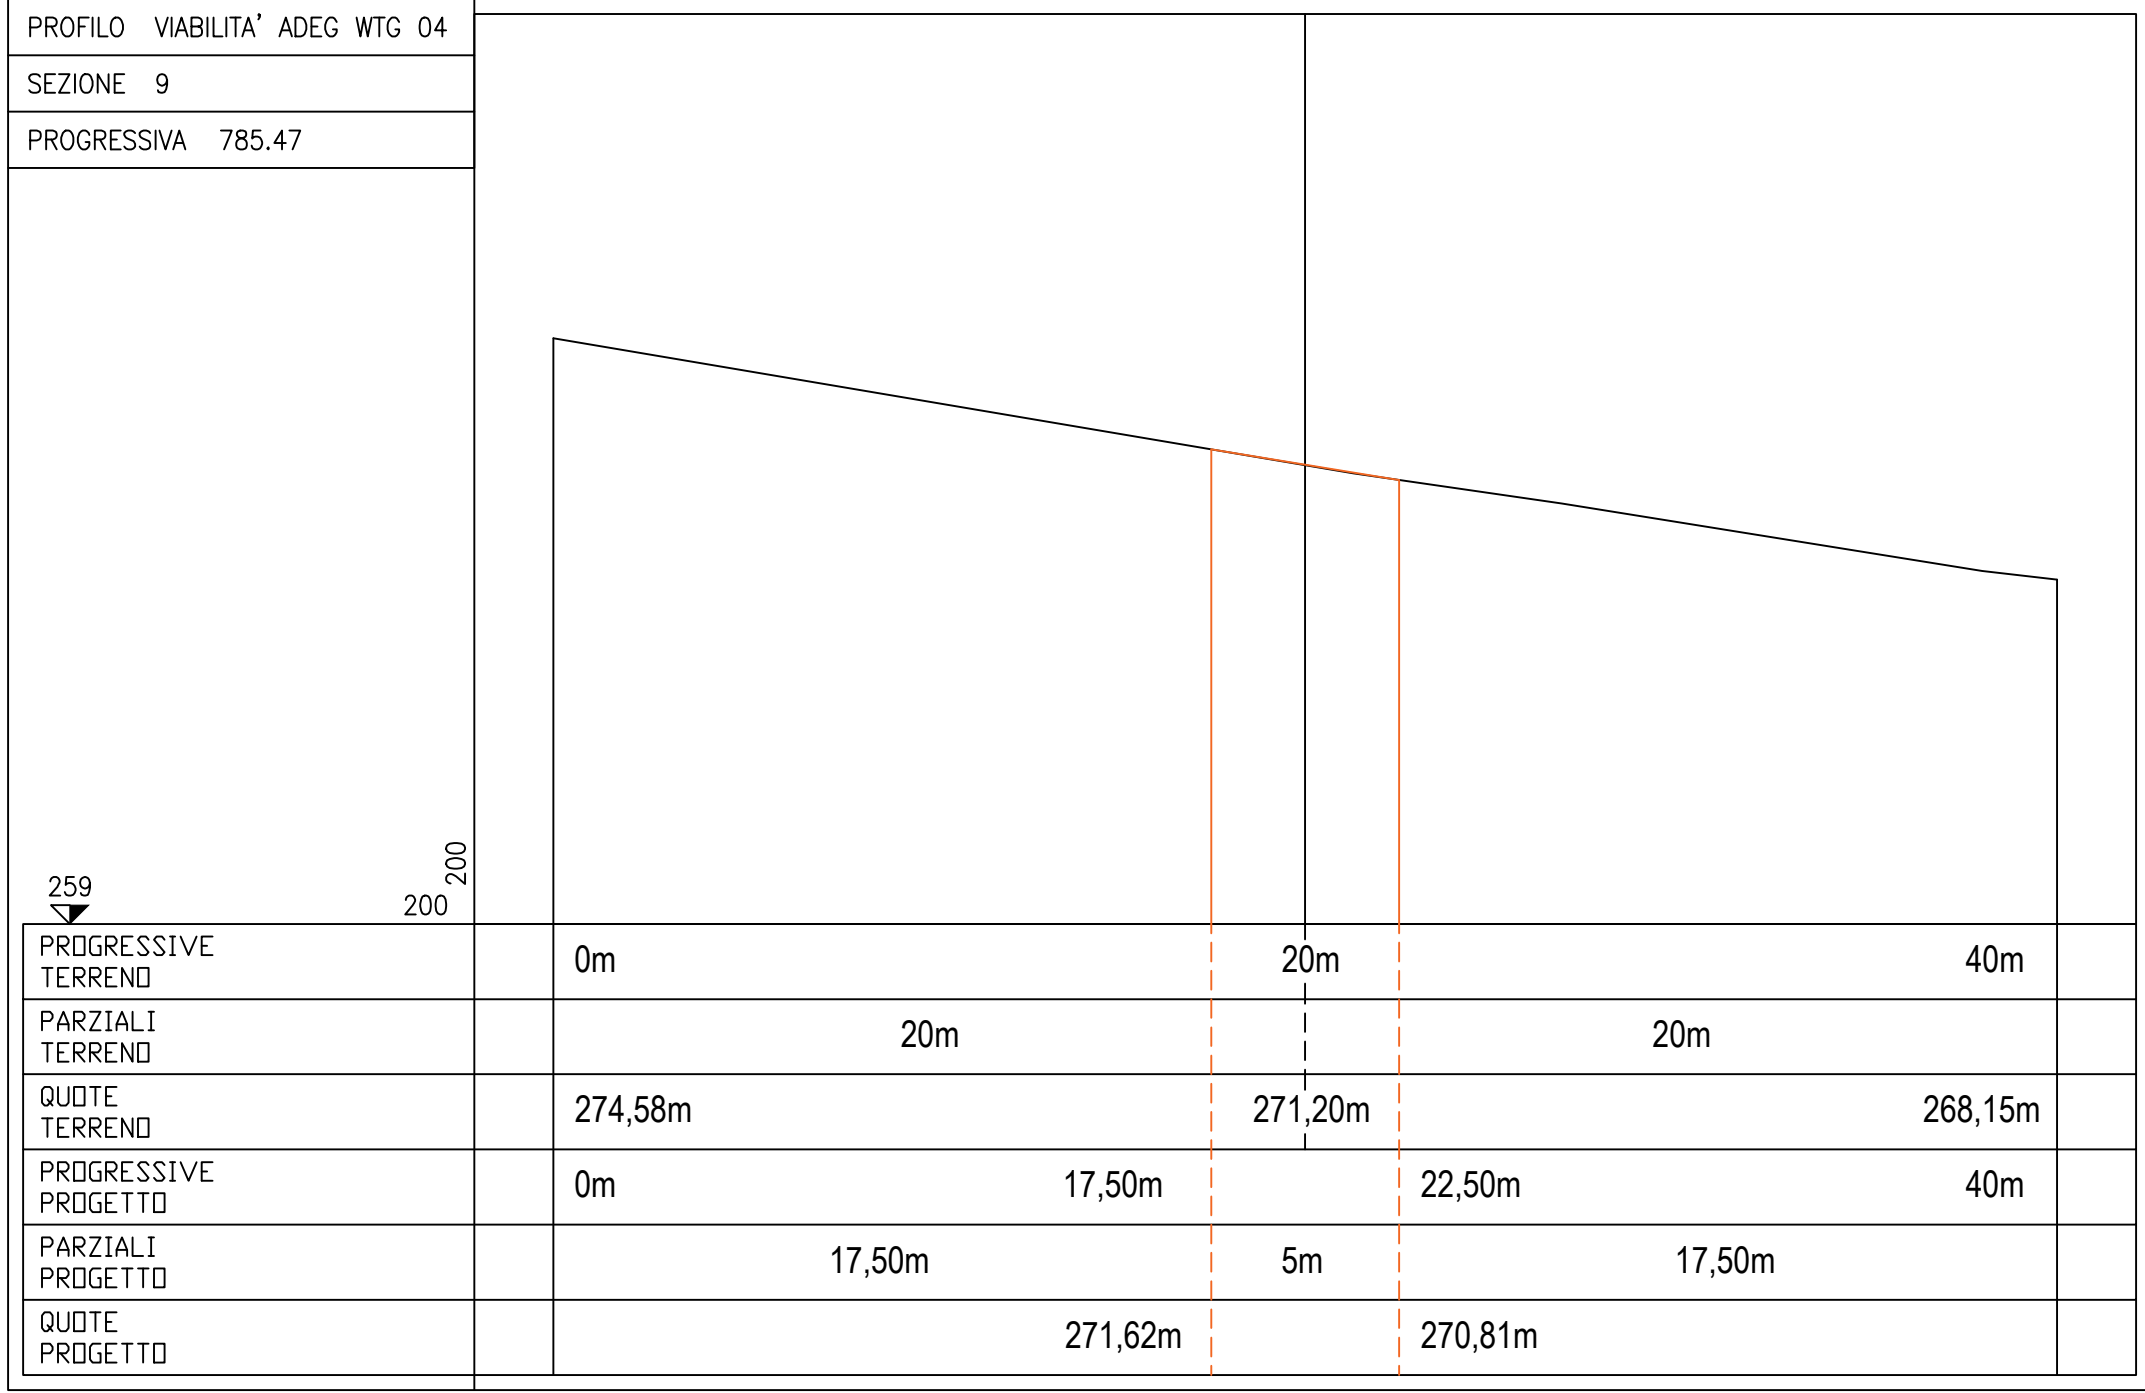 PROFILO VIABILITA' ADEG WTG 04
SEZIONE 9
PROGRESSIVA 785.47
200
259
200
PROGRESSIVE
TERRENO
0m 20m 40m
PARZIALI
TERRENO
20m 20m
QUOTE
TERRENO
274,58m 271,20m 268,15m
PROGRESSIVE
PROGETTO
0m 17,50m 22,50m 40m
PARZIALI
PROGETTO
17,50m 5m 17,50m
QUOTE
PROGETTO
271,62m 270,81m